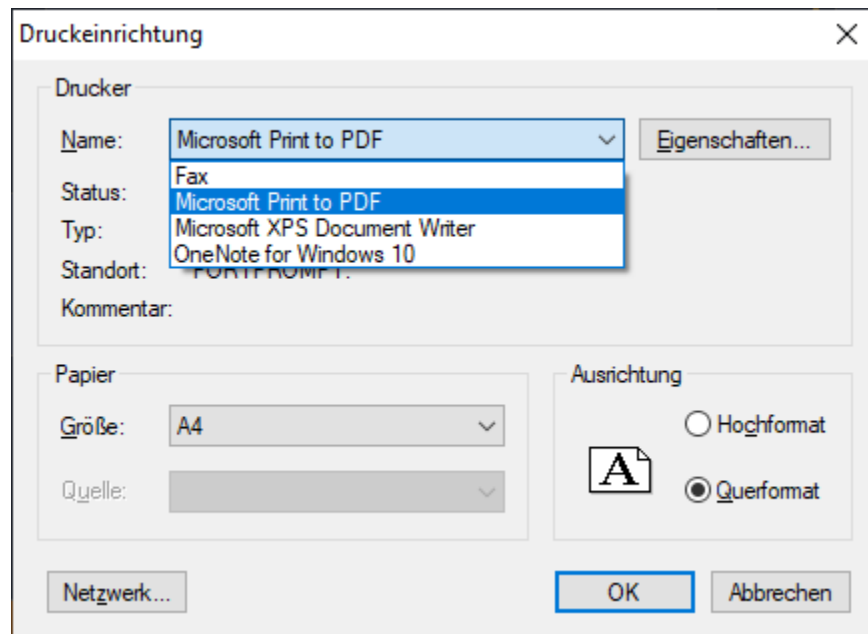 Druckeinrichtung
Drucker
Name: Microsoft Print to PDF Eigenschaften...
Fax
Status: Microsoft Print to PDF
Typ: Microsoft XPS Document Writer
OneNote for Windows 10
Standort: PORTPROMPT:
Kommentar:
Papier
Größe: A4
Quelle:
Ausrichtung
Hochformat
A
Querformat
Netzwerk... OK Abbrechen